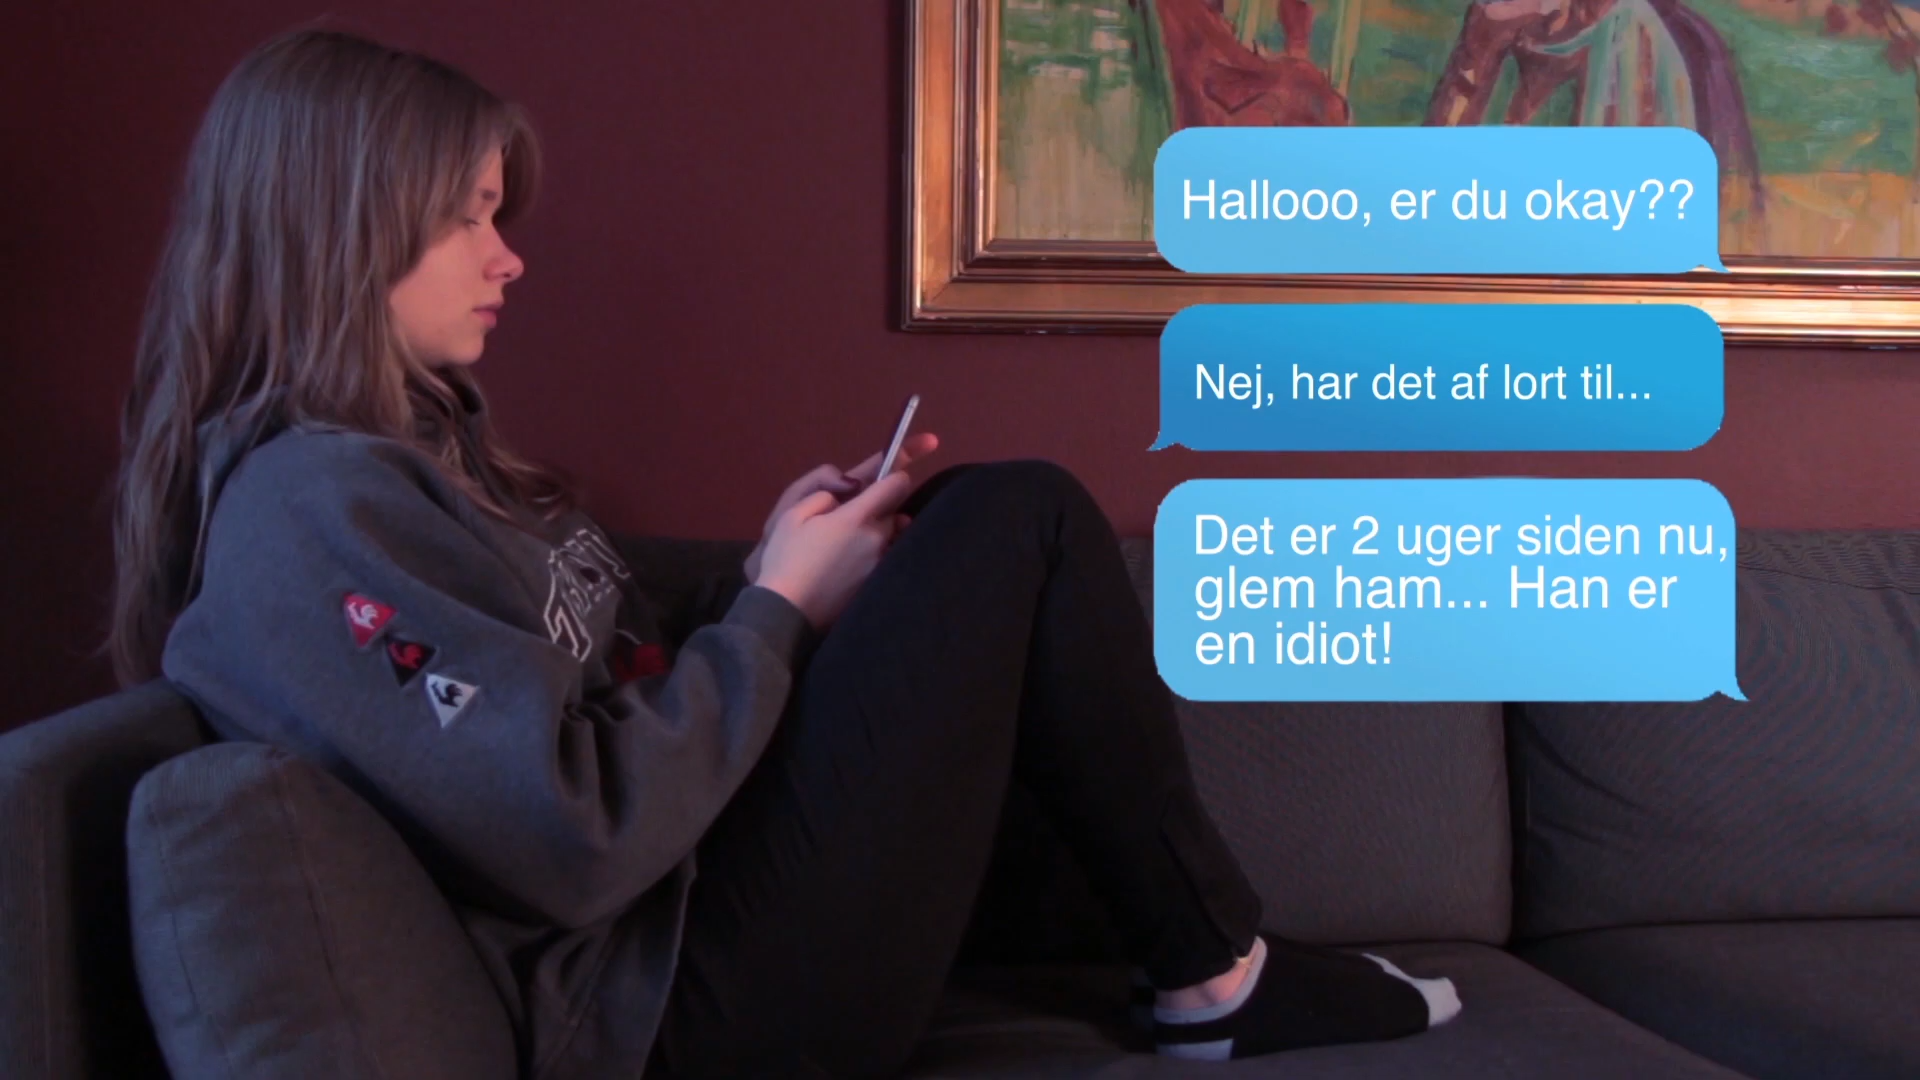 Hallooo, er du okay??
Nej, har det af lort til...
Det er 2 uger siden nu,
glem ham... Han er
en idiot!